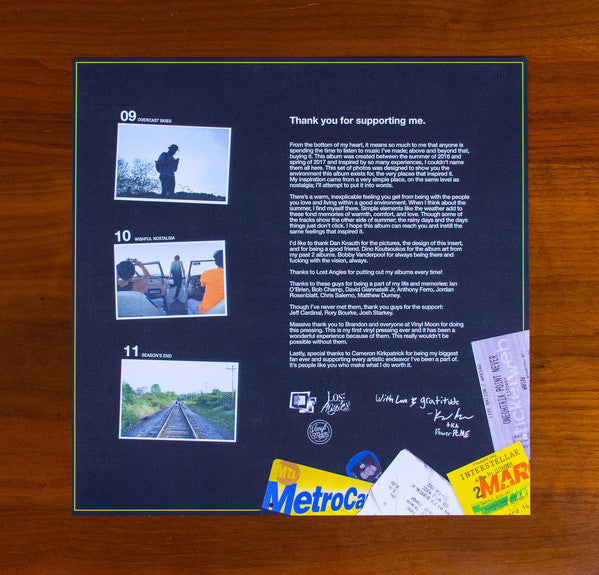 09 OVERCAST SKIES
10 WISHFUL NOSTALGIA
11 SEASON'S END
Thank you for supporting me.
From the bottom of my heart, it means so much to me that anyone is
spending the time to listen to music I've made; above and beyond that,
buying it. This album was created between the summer of 2016 and
spring of 2017 and inspired by so many experiences, I couldn't name
them all here. This set of photos was designed to show you the
environment this album exists for, the very places that inspired it.
My inspiration came from a very simple place, on the same level as
nostalgia; I'll attempt to put it into words.
There's a warm, inexplicable feeling you get from being with the people
you love and living within a good environment. When I think about the
summer, I find myself there. Simple elements like the weather add to
these fond memories of warmth, comfort, and love. Though some of
the tracks show the other side of summer; the rainy days and the days
things just don't click. I hope this album can reach you and instill the
same feelings that inspired it.
I'd like to thank Dan Knauth for the pictures, the design of this insert,
and for being a good friend. Dino Koutsoukos for the album art from
my past 2 albums. Bobby Vanderpool for always being there and
fucking with the vision, always.
Thanks to Lost Angles for putting out my albums every time!
Thanks to these guys for being a part of my life and memories: Ian
O'Brien, Bob Champ, David Giannatelli Jr, Anthony Ferro, Jordan
Rosenblatt, Chris Salerno, Matthew Durney.
Though I've never met them, thank you guys for the support:
Jeff Cardinal, Rory Bourke, Josh Starkey.
Massive thank you to Brandon and everyone at Vinyl Moon for doing
this pressing. This is my first vinyl pressing ever and it has been a
wonderful experience because of them. This really wouldn't be
possible without them.
Lastly, special thanks to Cameron Kirkpatrick for being my biggest
fan ever and supporting every artistic endeavor I've been a part of.
It's people like you who make what I do worth it.
Lost
Angles
Vinyl
Moon
With Love & gratitude
AKA
PowerPCME
ONEOHTRIX POINT NEVER
MTA
MetroCa
INTERSTELLAR
2 MAR